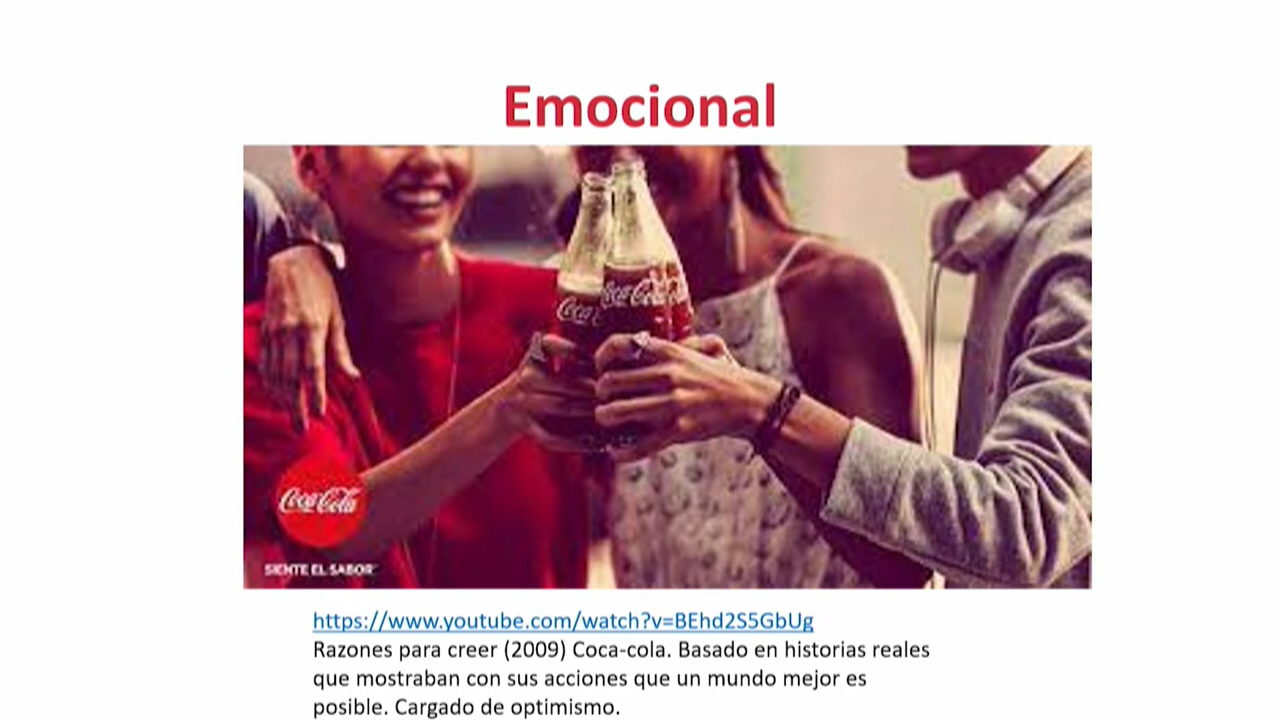 Emocional
Coca-Cola
Coca-Cola
SIENTE EL SABOR
https://www.youtube.com/watch?v=BEhd2S5GbUg
Razones para creer (2009) Coca-cola. Basado en historias reales
que mostraban con sus acciones que un mundo mejor es
posible. Cargado de optimismo.